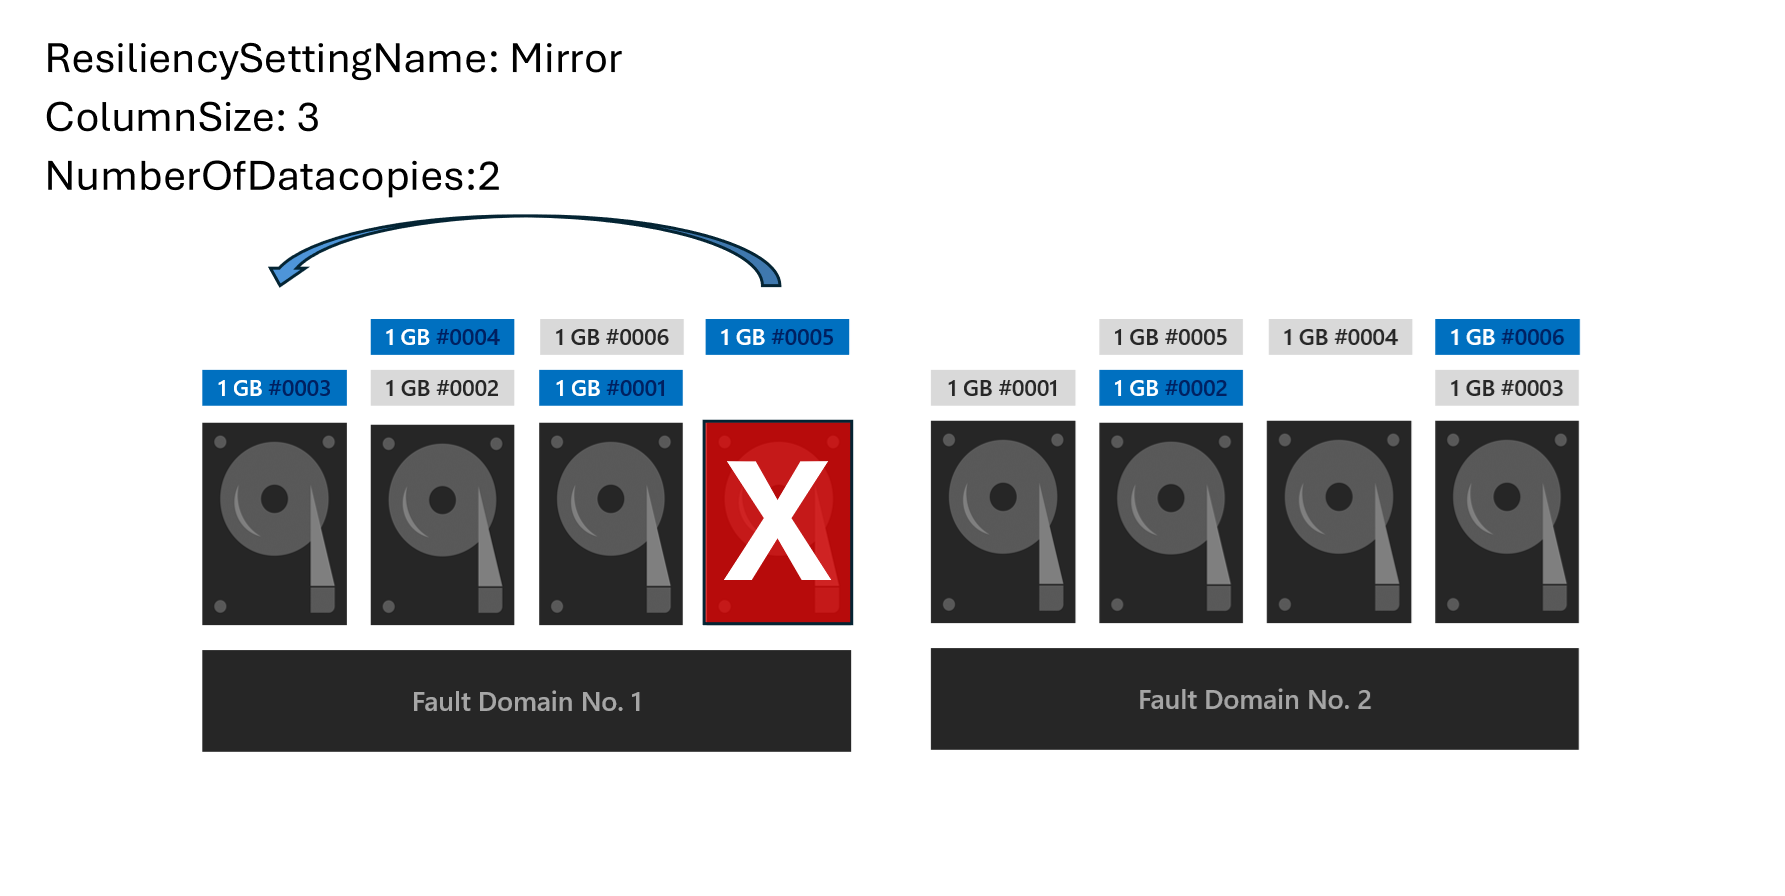 ResiliencySettingName: Mirror
ColumnSize: 3
NumberOfDatacopies:2
1 GB #0004
1 GB #0006
1 GB #0005
1 GB #0003
1 GB #0002
1 GB #0001
X
Fault Domain No. 1
1 GB #0005
1 GB #0004
1 GB #0006
1 GB #0001
1 GB #0002
1 GB #0003
Fault Domain No. 2